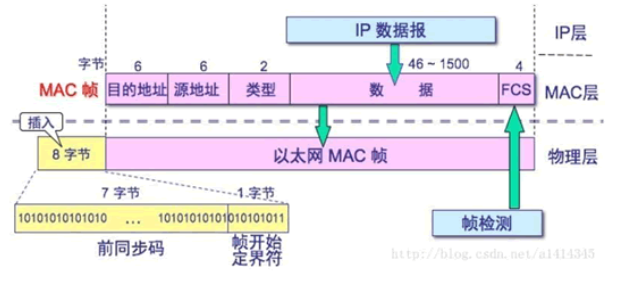 IP 数据报
IP层
字节 6 6 2 46 ~ 1500 4
MAC 帧 目的地址 源地址 类型 数 据 FCS MAC层
插入
8 字节 以太网 MAC 帧 物理层
7 字节 1 字节
10101010101010 … 10101010101010101011
前同步码 帧开始
定界符
帧检测
http://blog.csdn.net/a1414345